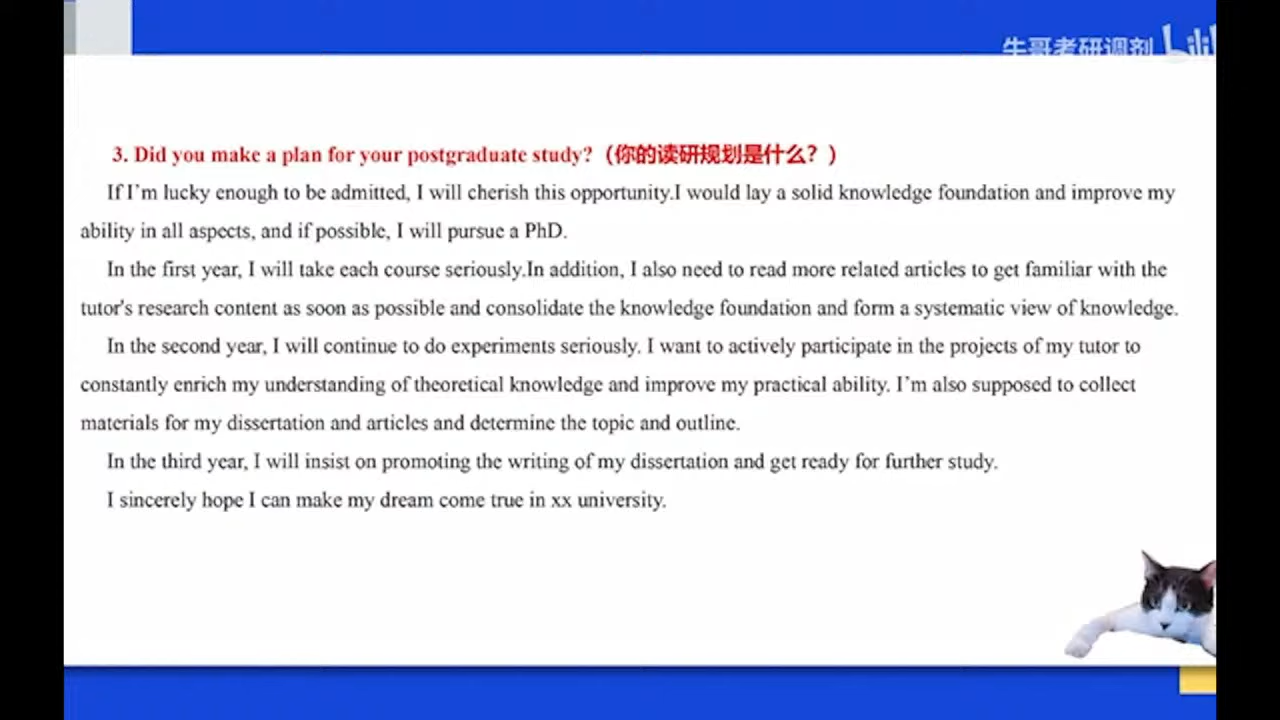 牛哥考研调剂 bili
3. Did you make a plan for your postgraduate study?（你的读研规划是什么？）
If I’m lucky enough to be admitted, I will cherish this opportunity.I would lay a solid knowledge foundation and improve my
ability in all aspects, and if possible, I will pursue a PhD.
In the first year, I will take each course seriously.In addition, I also need to read more related articles to get familiar with the
tutor's research content as soon as possible and consolidate the knowledge foundation and form a systematic view of knowledge.
In the second year, I will continue to do experiments seriously. I want to actively participate in the projects of my tutor to
constantly enrich my understanding of theoretical knowledge and improve my practical ability. I’m also supposed to collect
materials for my dissertation and articles and determine the topic and outline.
In the third year, I will insist on promoting the writing of my dissertation and get ready for further study.
I sincerely hope I can make my dream come true in xx university.